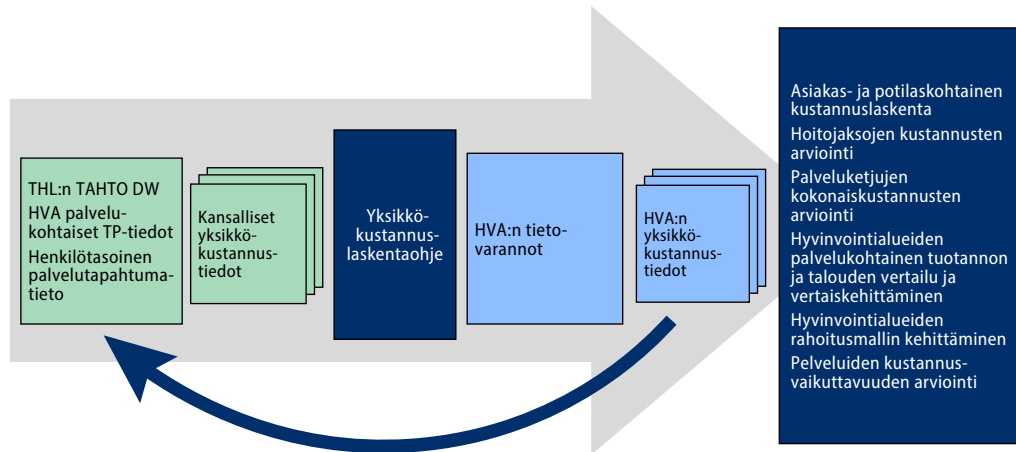 THL:n TAHTO DW
HVA palvelu-
kohtaiset TP-tiedot
Henkilötasoinen
palvelutapahtuma-
tieto
Kansalliset
yksikkö-
kustannus-
tiedot
Yksikkö-
kustannus-
laskentaohje
HVA:n tieto-
varannot
HVA:n
yksikkö-
kustannus-
tiedot
Asiakas- ja potilaskohtainen
kustannuslaskenta
Hoitojaksojen kustannusten
arviointi
Palveluketjujen
kokonaiskustannusten
arviointi
Hyvinvointialueiden
palvelukohtainen tuotannon
ja talouden vertailu ja
vertaiskehittäminen
Hyvinvointialueiden
rahoitusmallin kehittäminen
Pelveluiden kustannus-
vaikuttavuuden arviointi